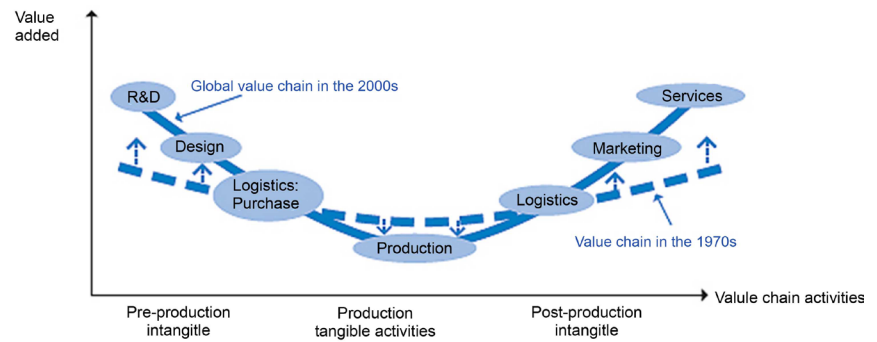 Value
added
Global value chain in the 2000s
R&D
Services
Design
Marketing
Logistics:
Purchase
Logistics
Production
Value chain in the 1970s
Valule chain activities
Pre-production
intangitle
Production
tangible activities
Post-production
intangitle